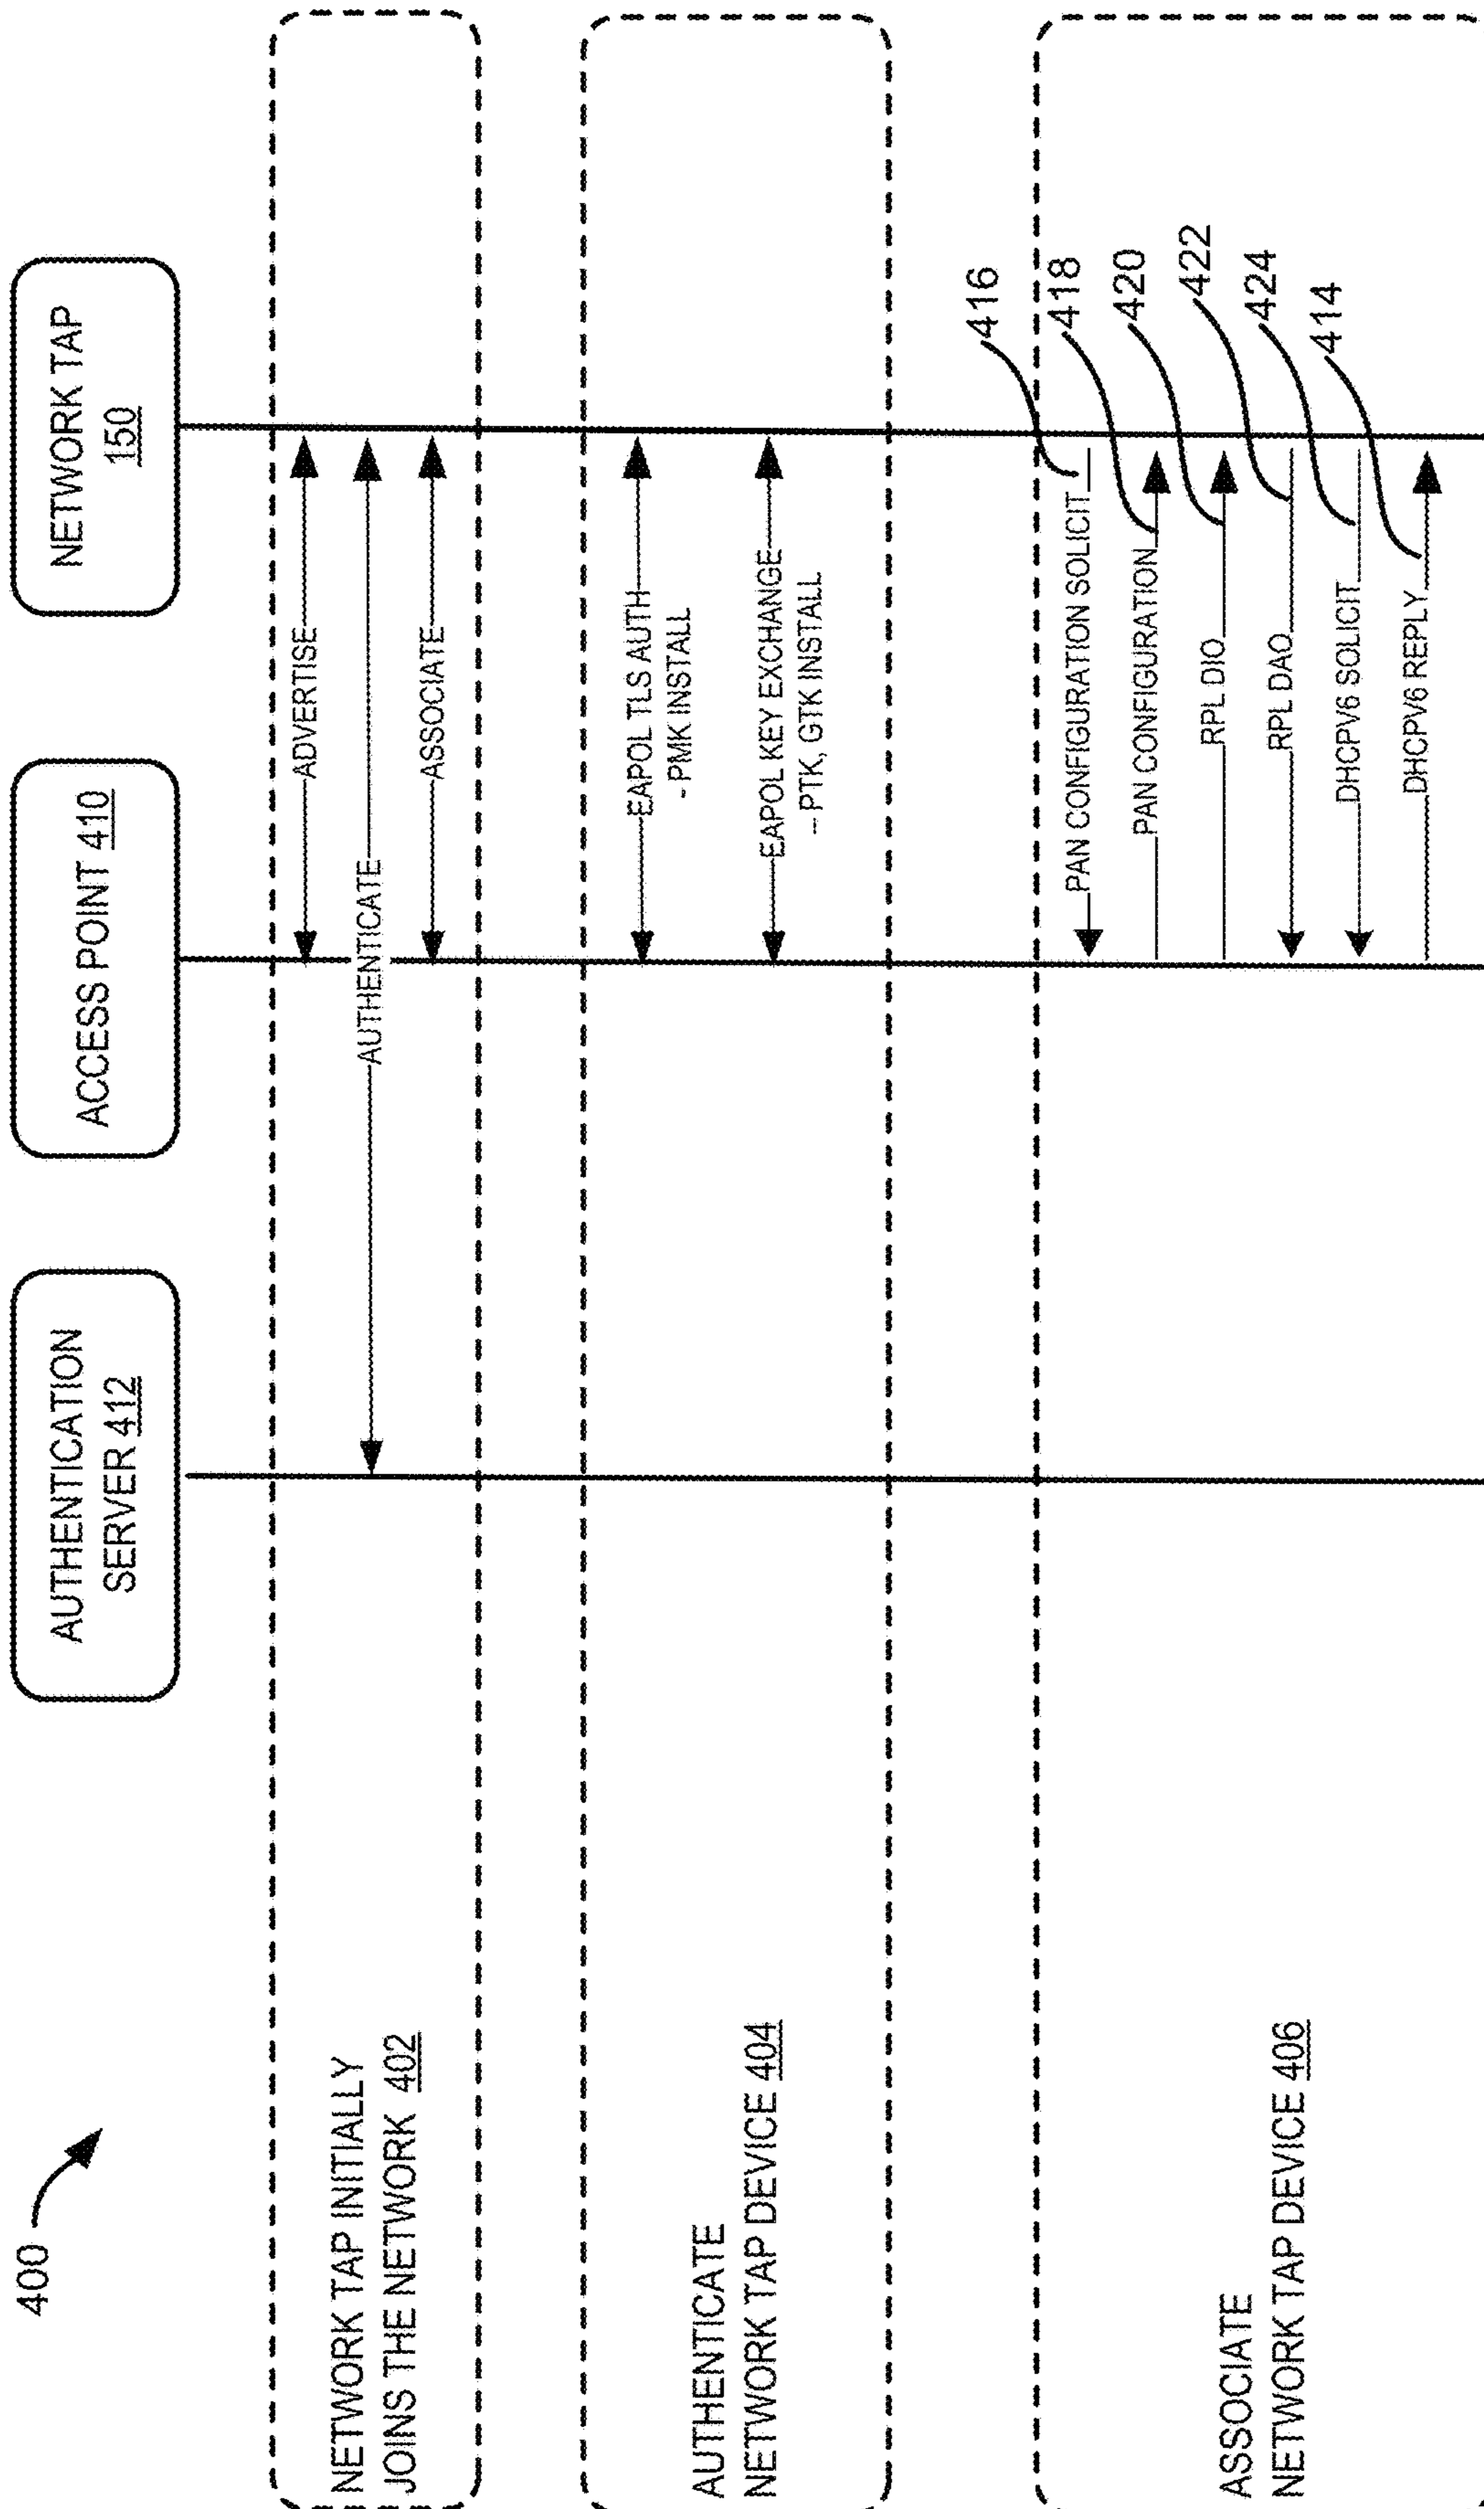 400
AUTHENTICATION
SERVER 412
ACCESS POINT 410
NETWORK TAP
150
NETWORK TAP INITIALLY
JOINS THE NETWORK 402
ADVERTISE
AUTHENTICATE
ASSOCIATE
AUTHENTICATE
NETWORK TAP DEVICE 404
EAPOL TLS AUTH
- PMK INSTALL
EAPOL KEY EXCHANGE
- PTK, GTK INSTALL
ASSOCIATE
NETWORK TAP DEVICE 406
PAN CONFIGURATION SOLICIT
416
PAN CONFIGURATION
418
RPL DIO
420
RPL DAO
422
DHCPV6 SOLICIT
424
DHCPV6 REPLY
414